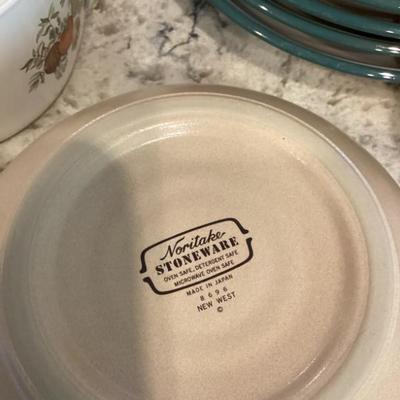 Noritake
STONEWARE
OVEN SAFE, DETERGENT SAFE
MICROWAVE OVEN SAFE
MADE IN JAPAN
8696
NEW WEST
©